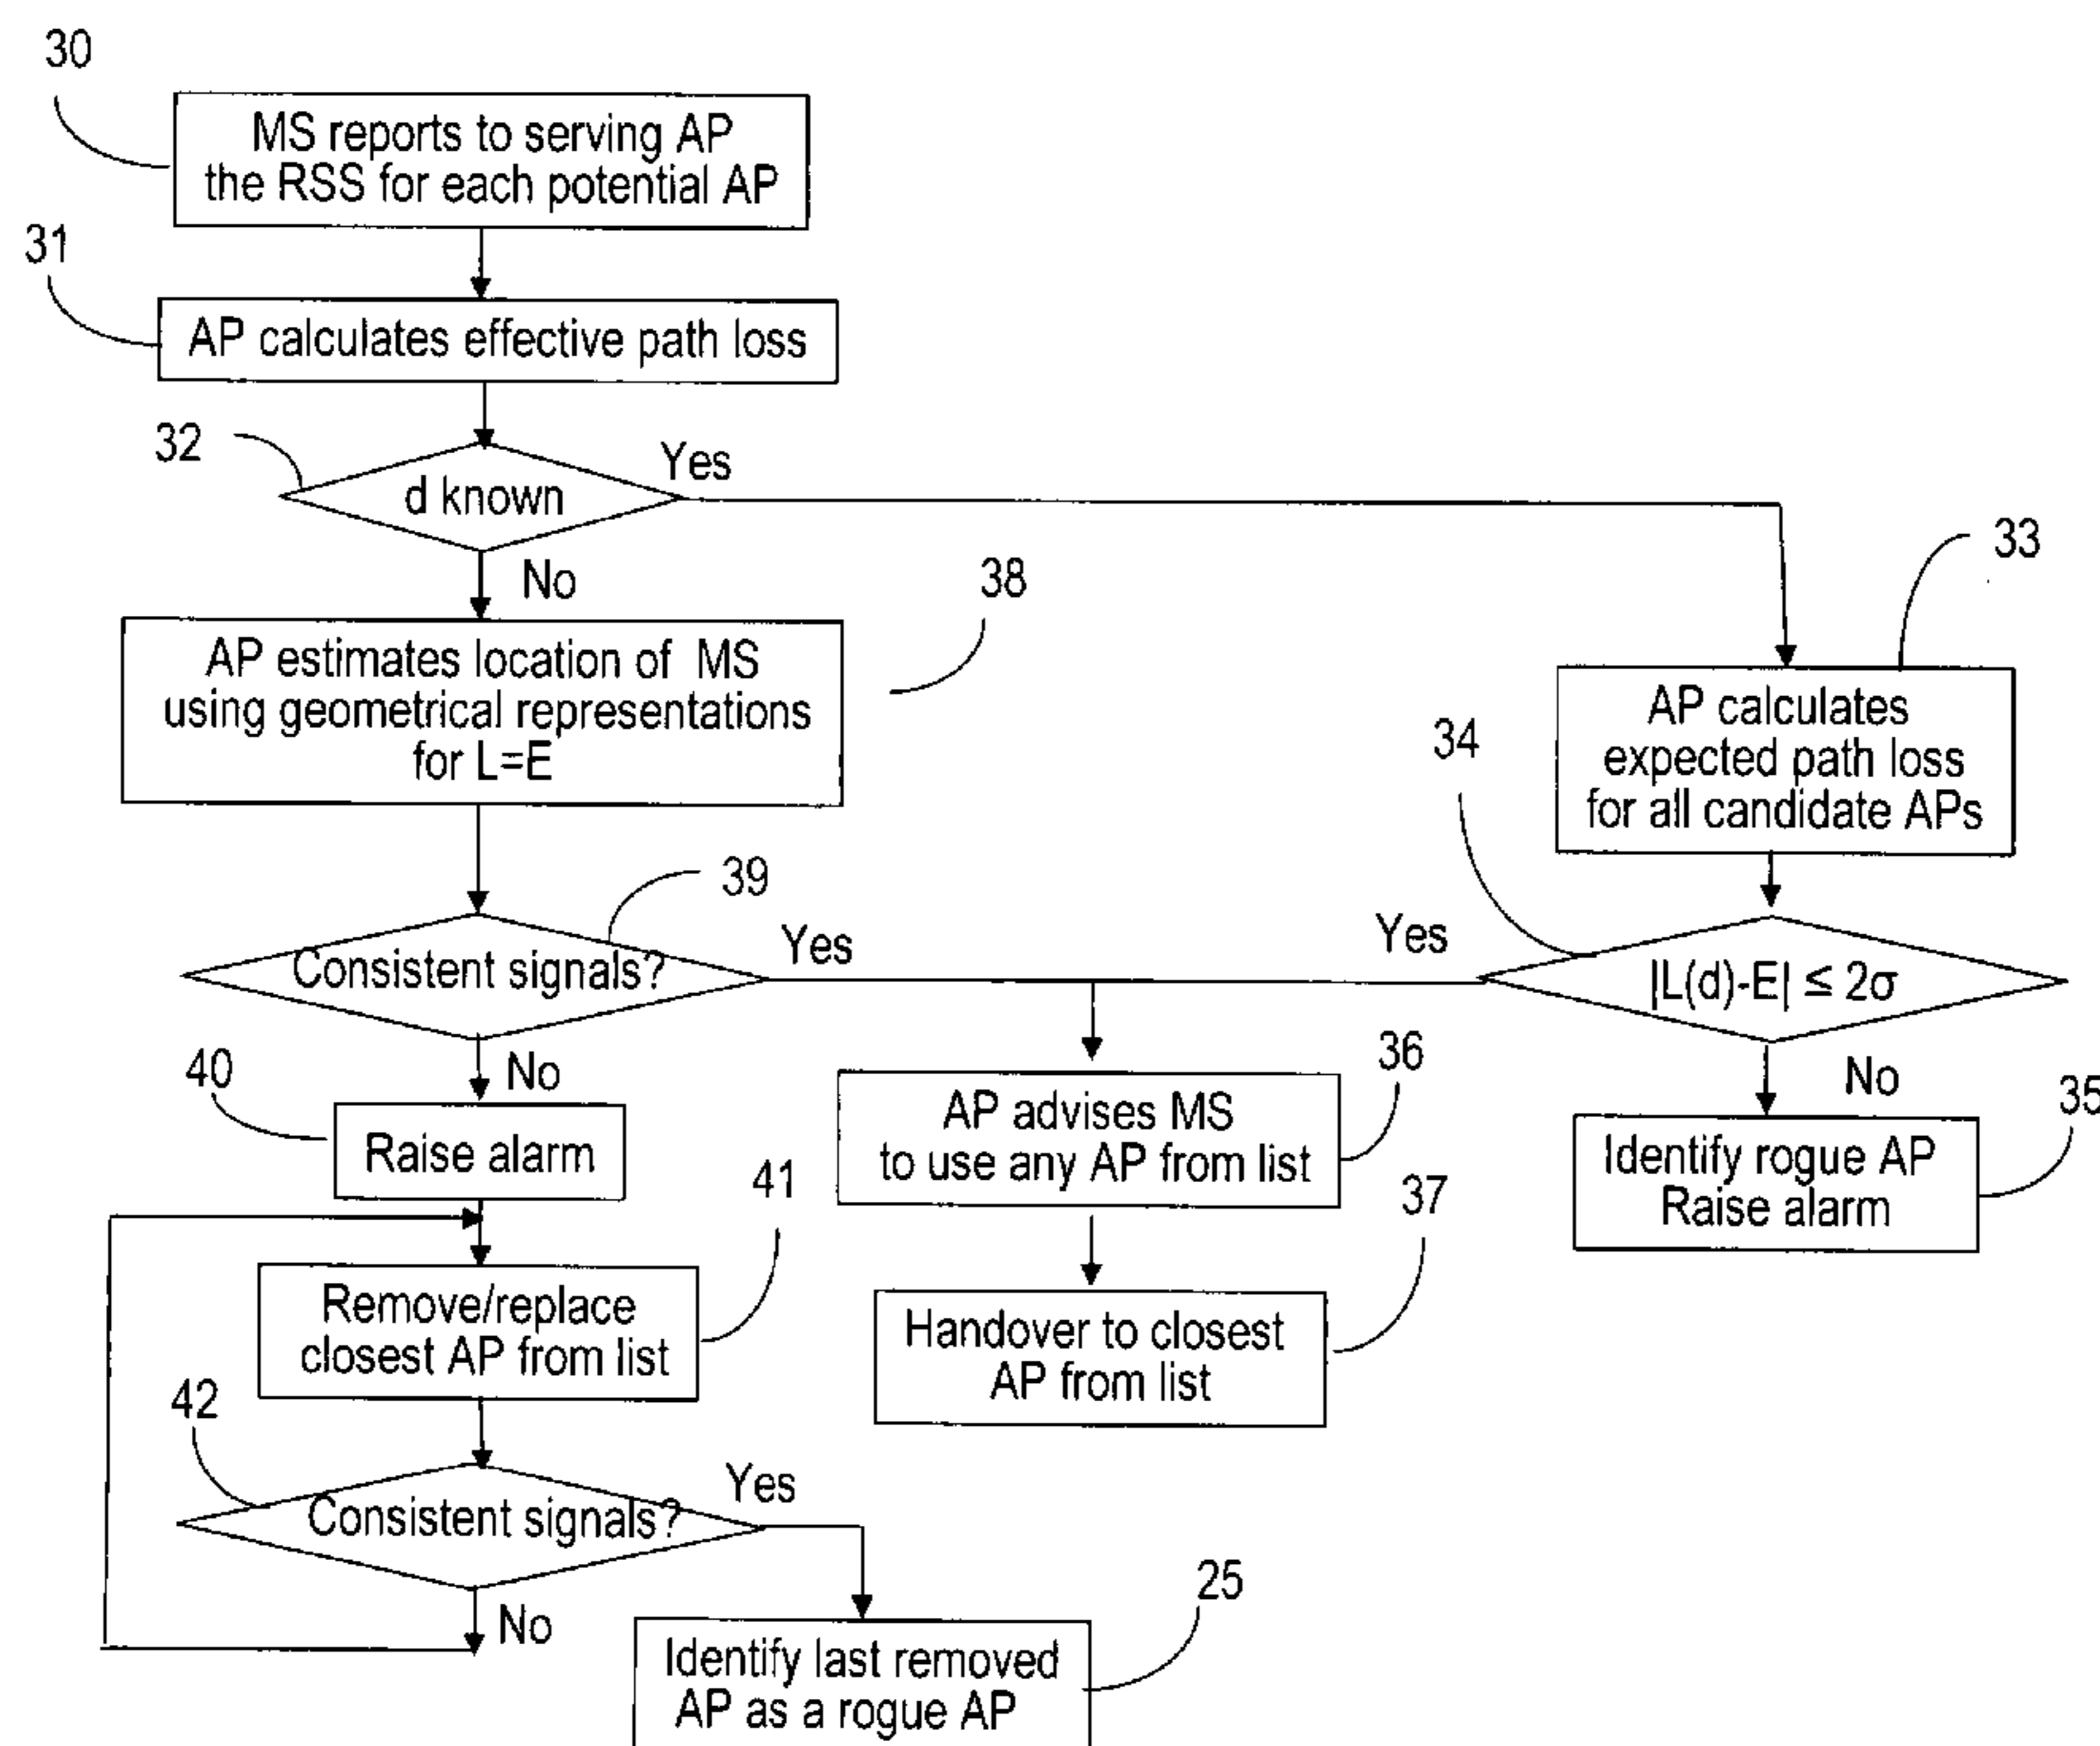 30
MS reports to serving AP
the RSS for each potential AP
31
AP calculates effective path loss
32
d known
Yes
No
33
38
AP estimates location of MS
using geometrical representations
for L=E
AP calculates
expected path loss
for all candidate APs
34
39
Consistent signals?
Yes
Yes
|L(d)-E| ≤ 2σ
No
No
40
Raise alarm
36
AP advises MS
to use any AP from list
35
Identify rogue AP
Raise alarm
41
Remove/replace
closest AP from list
37
Handover to closest
AP from list
42
Consistent signals?
Yes
No
25
Identify last removed
AP as a rogue AP